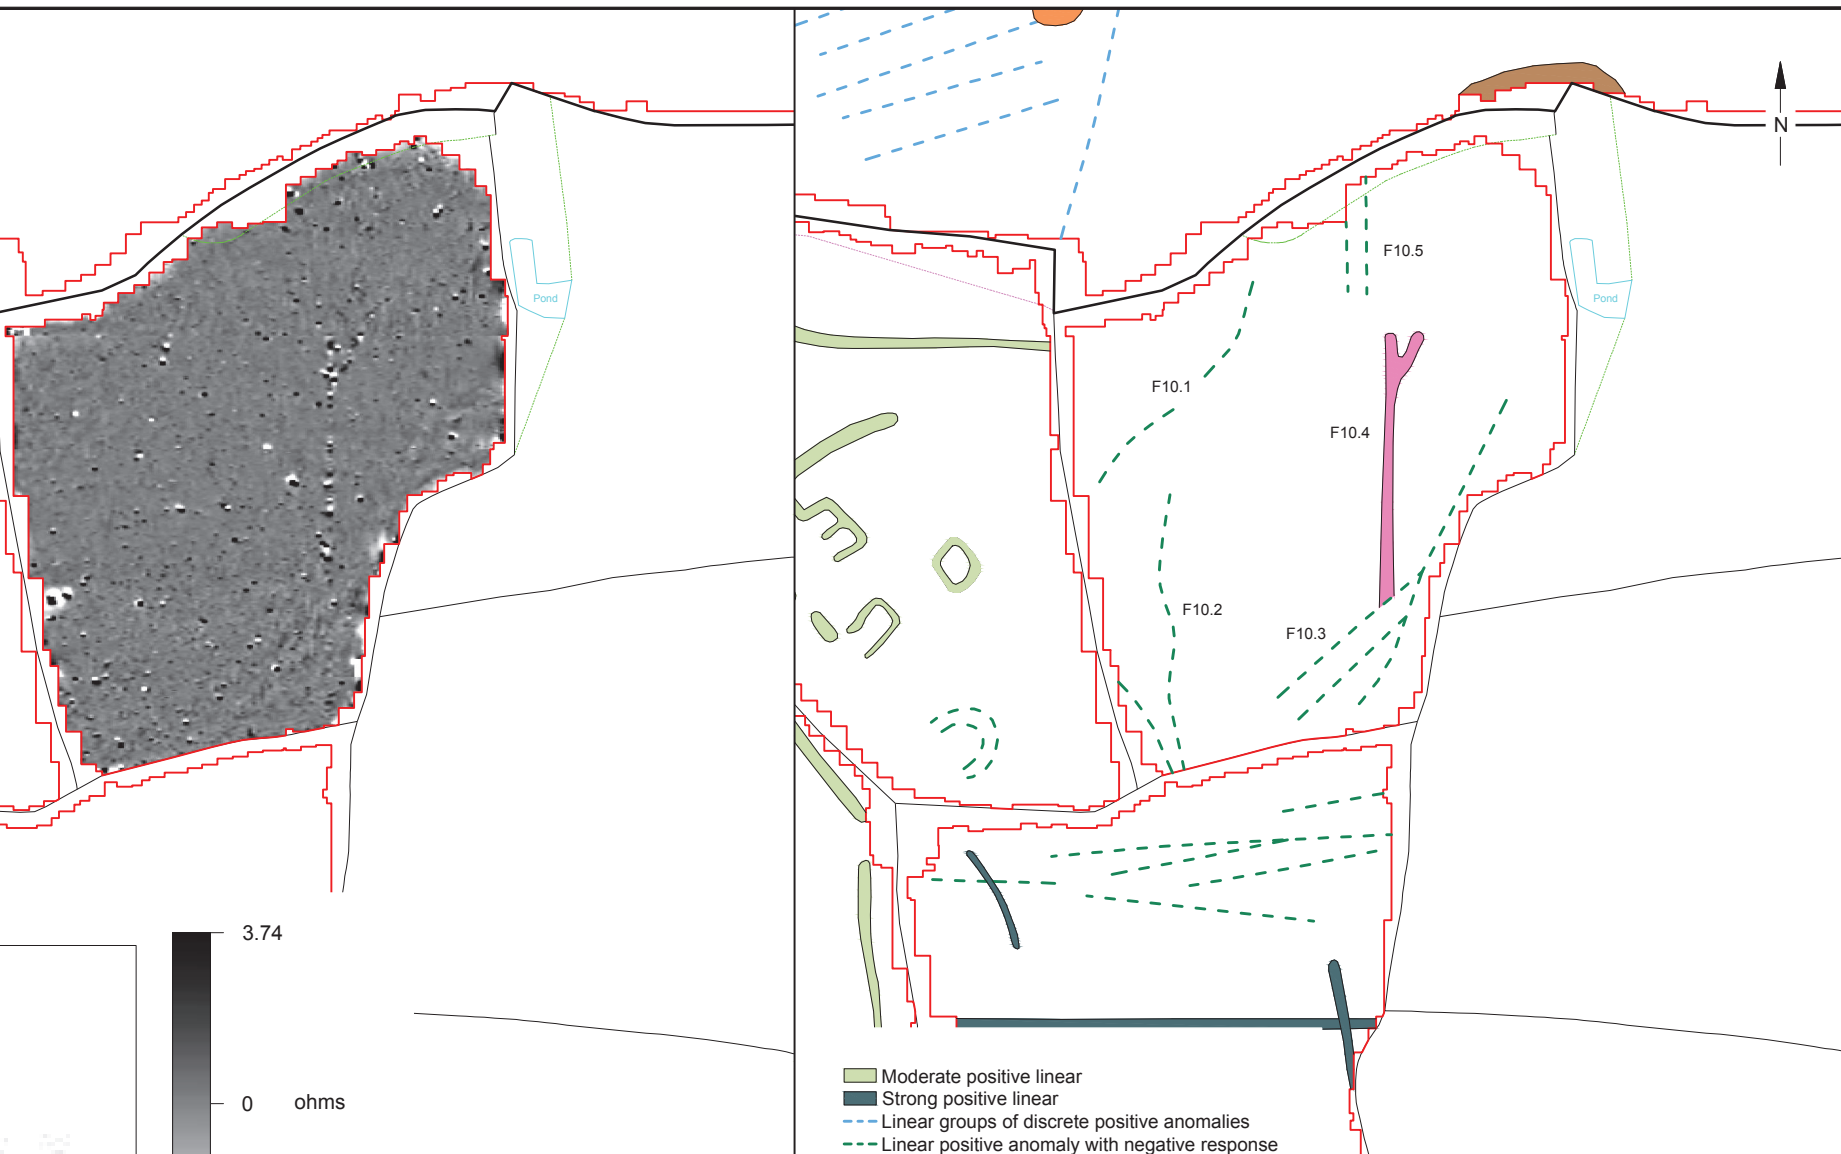 Pond
3.74
0 ohms
N
F10.5
Pond
F10.1
F10.4
F10.2
F10.3
Moderate positive linear
Strong positive linear
Linear groups of discrete positive anomalies
Linear positive anomaly with negative response